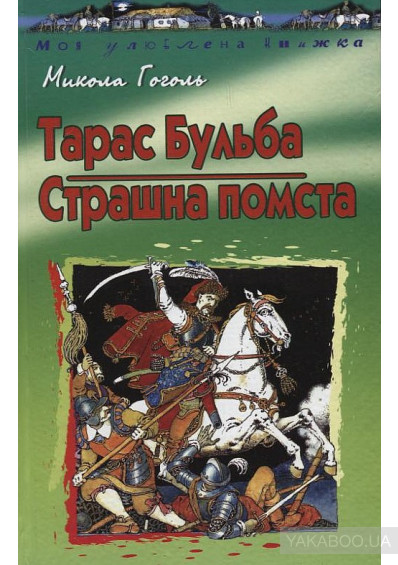 Моя улюблена книжка
Микола Гоголь
Тарас Бульба
Страшна помста
YAKABOO.UA